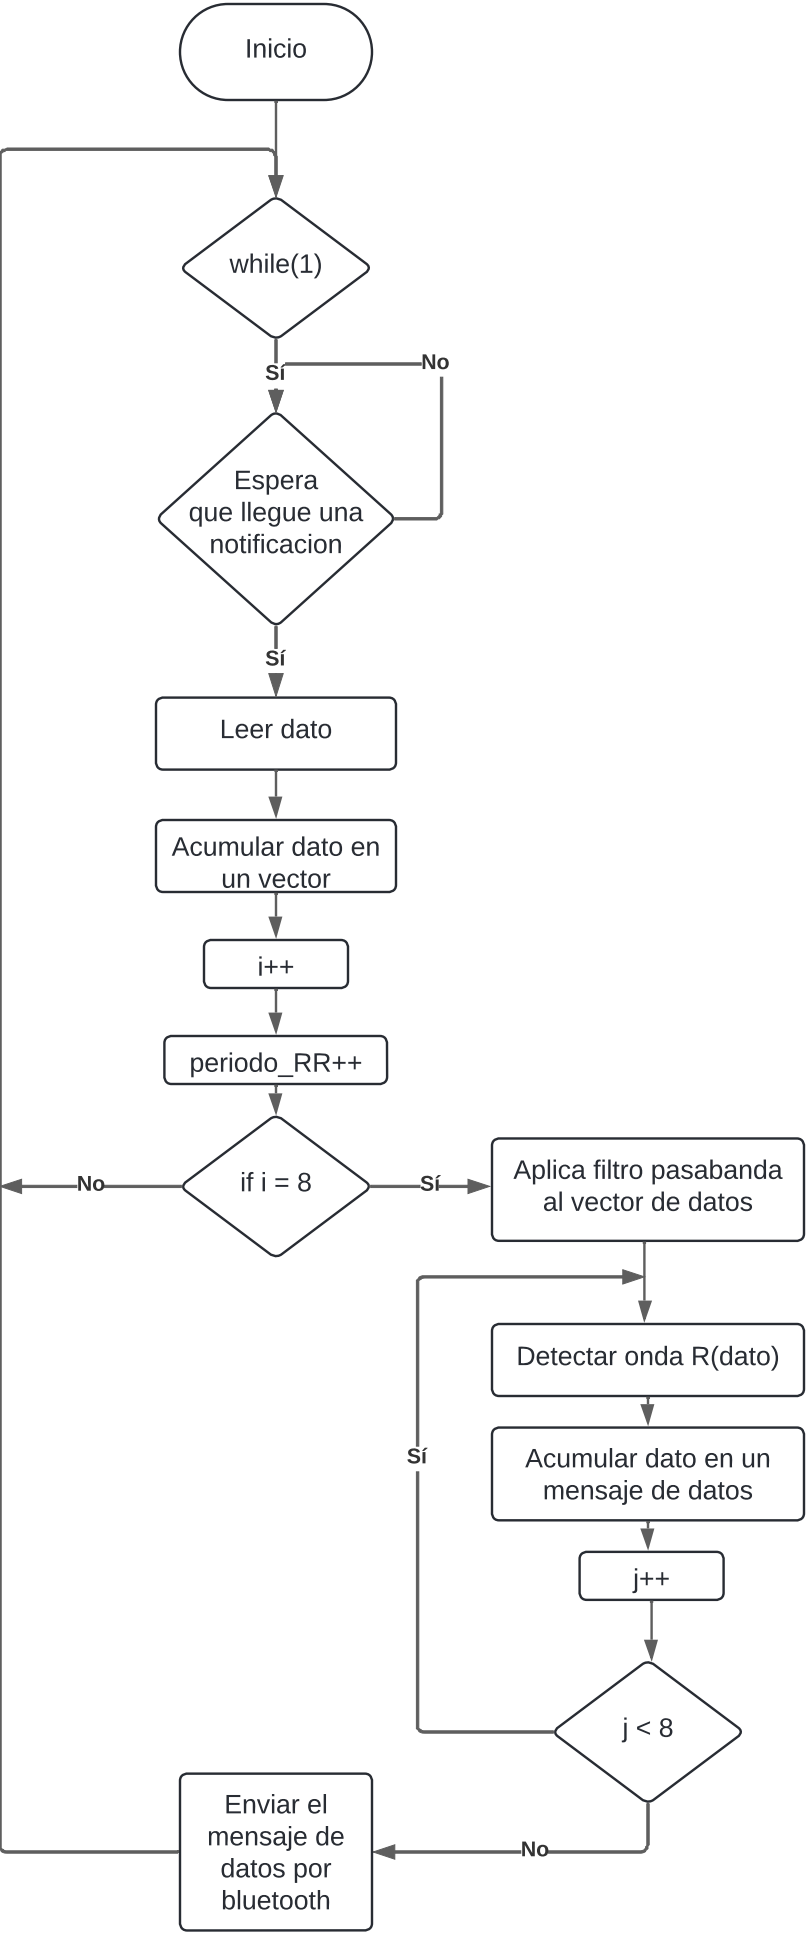 Inicio
while(1)
Sí
No
Espera
que llegue una
notificacion
Sí
Leer dato
Acumular dato en
un vector
i++
periodo_RR++
if i = 8
No
Sí
Aplica filtro pasabanda
al vector de datos
Detectar onda R(dato)
Acumular dato en un
mensaje de datos
j++
Sí
j < 8
No
Enviar el
mensaje de
datos por
bluetooth